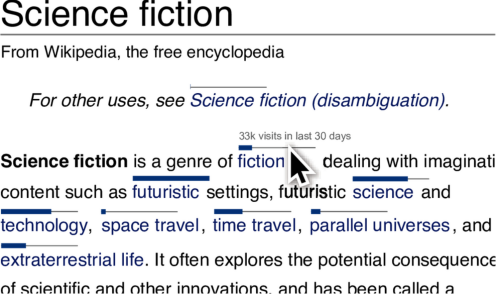 Science fiction
From Wikipedia, the free encyclopedia
For other uses, see Science fiction (disambiguation).
33k visits in last 30 days
Science fiction is a genre of fiction dealing with imaginati
content such as futuristic settings, futuristic science and
technology, space travel, time travel, parallel universes, and
extraterrestrial life. It often explores the potential consequence
of scientific and other innovations, and has been called a